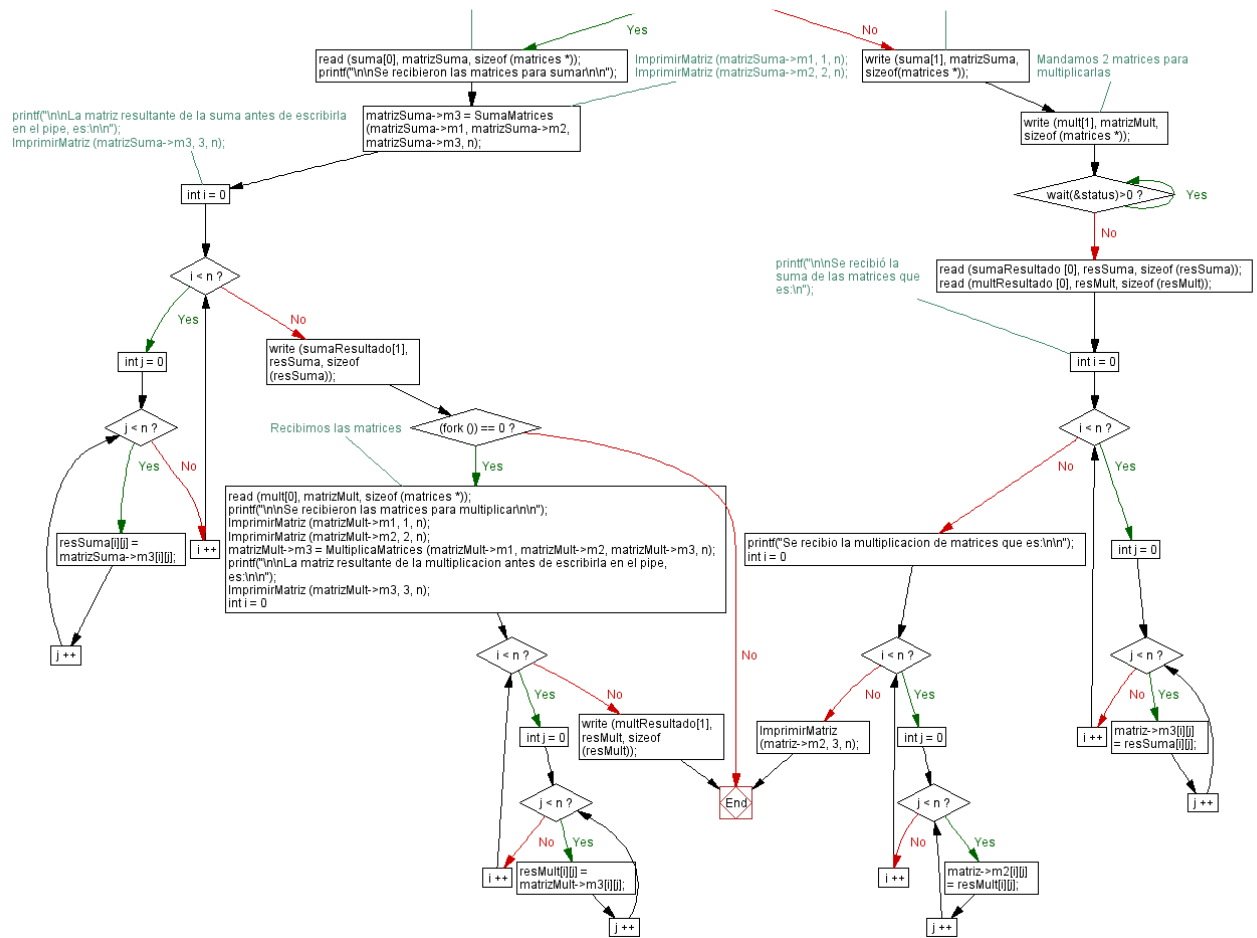 Yes
No
read (suma[0], matrizSuma, sizeof (matrices *));
printf("\n\nSe recibieron las matrices para sumar\n\n");
ImprimirMatriz (matrizSuma->m1, 1, n);
ImprimirMatriz (matrizSuma->m2, 2, n);
write (suma[1], matrizSuma,
sizeof(matrices *));
Mandamos 2 matrices para
multiplicarlas
printf("\n\nLa matriz resultante de la suma antes de escribirla
en el pipe, es:\n\n");
ImprimirMatriz (matrizSuma->m3, 3, n);
matrizSuma->m3 = SumaMatrices
(matrizSuma->m1, matrizSuma->m2,
matrizSuma->m3, n);
write (mult[1], matrizMult,
sizeof (matrices *));
int i = 0
wait(&status)>0 ?
Yes
No
i < n ?
printf("\n\nSe recibió la
suma de las matrices que
es:\n");
read (sumaResultado [0], resSuma, sizeof (resSuma));
read (multResultado [0], resMult, sizeof (resMult));
Yes
No
int j = 0
write (sumaResultado[1],
resSuma, sizeof
(resSuma));
int i = 0
j < n ?
Recibimos las matrices
(fork ()) == 0 ?
i < n ?
Yes
No
Yes
No
Yes
read (mult[0], matrizMult, sizeof (matrices *));
printf("\n\nSe recibieron las matrices para multiplicar\n\n");
ImprimirMatriz (matrizMult->m1, 1, n);
ImprimirMatriz (matrizMult->m2, 2, n);
matrizMult->m3 = MultiplicaMatrices (matrizMult->m1, matrizMult->m2, matrizMult->m3, n);
printf("\n\nLa matriz resultante de la multiplicacion antes de escribirla en el pipe,
es:\n\n");
ImprimirMatriz (matrizMult->m3, 3, n);
int i = 0
resSuma[i][j] =
matrizSuma->m3[i][j];
i ++
printf("Se recibio la multiplicacion de matrices que es:\n\n");
int i = 0
int j = 0
j ++
i < n ?
No
i < n ?
j < n ?
Yes
No
Yes
No
No
Yes
int j = 0
write (multResultado[1],
resMult, sizeof
(resMult));
ImprimirMatriz
(matriz->m2, 3, n);
int j = 0
i ++
matriz->m3[i][j]
= resSuma[i][j];
j < n ?
End
j < n ?
j ++
No
Yes
No
Yes
i ++
resMult[i][j] =
matrizMult->m3[i][j];
i ++
matriz->m2[i][j]
= resMult[i][j];
j ++
j ++